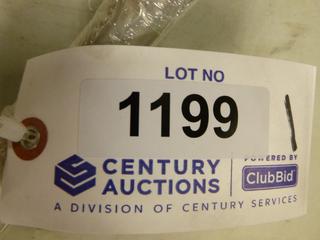 LOT NO
1199
CENTURY
AUCTIONS
POWERED BY
ClubBid
A DIVISION OF CENTURY SERVICES